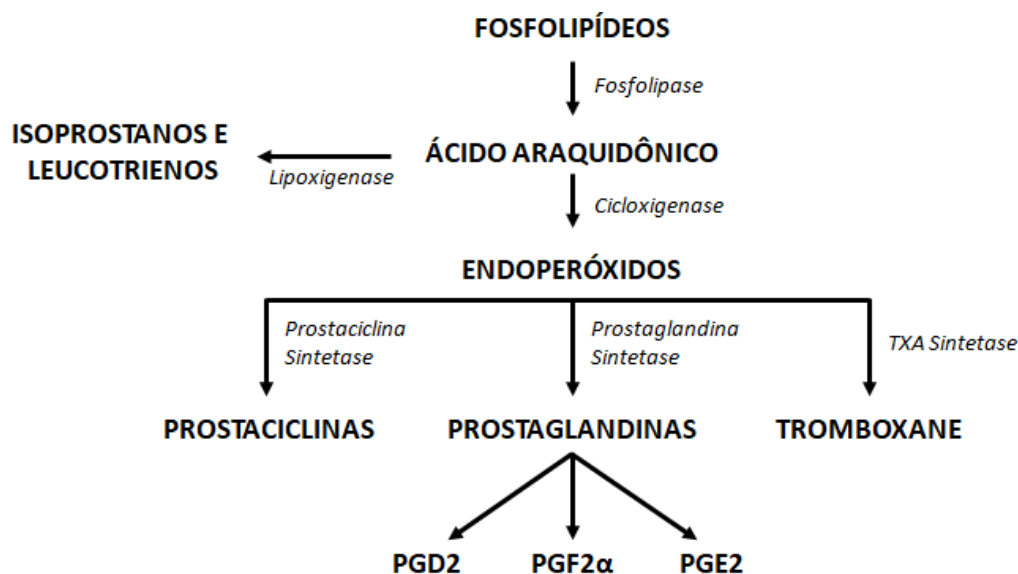 FOSFOLIPÍDEOS
Fosfolipase
ISOPROSTANOS E
LEUCOTRIENOS
Lipoxigenase
ÁCIDO ARAQUIDÔNICO
Cicloxigenase
ENDOPERÓXIDOS
Prostaciclina
Sintetase
Prostaglandina
Sintetase
TXA Sintetase
PROSTACICLINAS
PROSTAGLANDINAS
TROMBOXANE
PGD2
PGF2α
PGE2